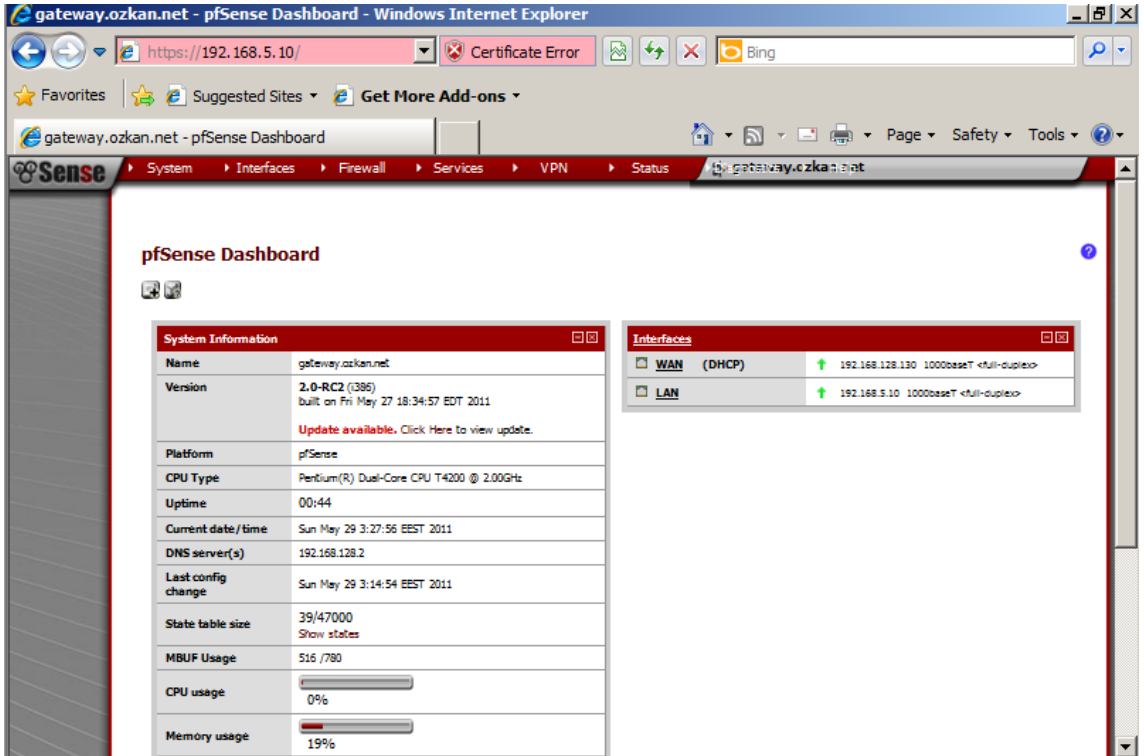 gateway.ozkan.net - pfSense Dashboard - Windows Internet Explorer
https://192.168.5.10/ Certificate Error Bing
Favorites Suggested Sites Get More Add-ons
gateway.ozkan.net - pfSense Dashboard Page Safety Tools
Sense System Interfaces Firewall Services VPN Status gateway.ozkan.net
pfSense Dashboard
System Information
Name gateway.ozkan.net
Version 2.0-RC2 (i386)
built on Fri May 27 18:34:57 EDT 2011
Update available. Click Here to view update.
Platform pfSense
CPU Type Pentium(R) Dual-Core CPU T4200 @ 2.00GHz
Uptime 00:44
Current date/time Sun May 29 3:27:56 EEST 2011
DNS server(s) 192.168.128.2
Last config
change Sun May 29 3:14:54 EEST 2011
State table size 39/47000
Show states
MBUF Usage 516 /780
CPU usage
0%
Memory usage
19%
Interfaces
WAN (DHCP) 192.168.128.130 1000baseT <full-duplex>
LAN 192.168.5.10 1000baseT <full-duplex>